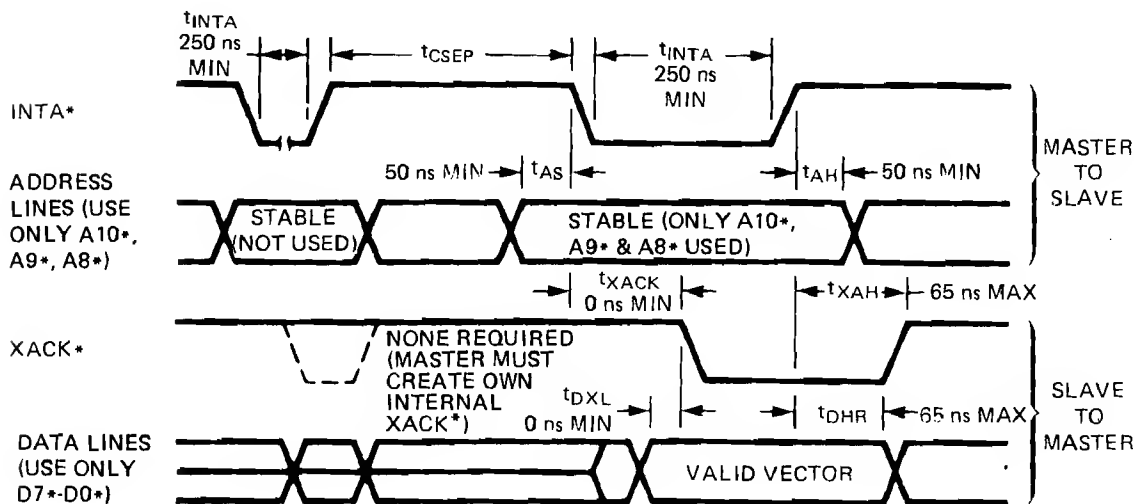 tINTA
250 ns
MIN
tCSEP
tINTA
250 ns
MIN
INTA*
50 ns MIN
tAS
tAH
50 ns MIN
MASTER
TO
SLAVE
ADDRESS
LINES (USE
ONLY A10*,
A9*, A8*)
STABLE
(NOT USED)
STABLE (ONLY A10*,
A9* & A8* USED)
tXACK
0 ns MIN
tXAH
65 ns MAX
XACK*
NONE REQUIRED
(MASTER MUST
CREATE OWN
INTERNAL
XACK*)
tDXL
0 ns MIN
tDHR
65 ns MAX
SLAVE
TO
MASTER
DATA LINES
(USE ONLY
D7*-D0*)
VALID VECTOR